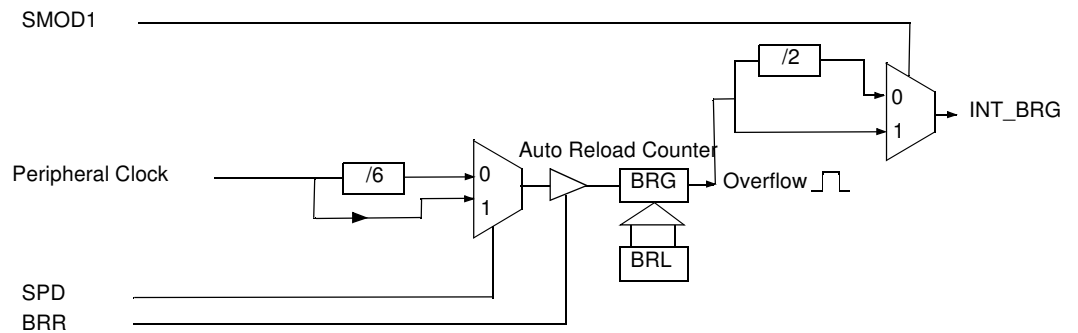 SMOD1
/2
0
INT_BRG
1
Auto Reload Counter
Peripheral Clock
/6
0
BRG
Overflow
1
BRL
SPD
BRR